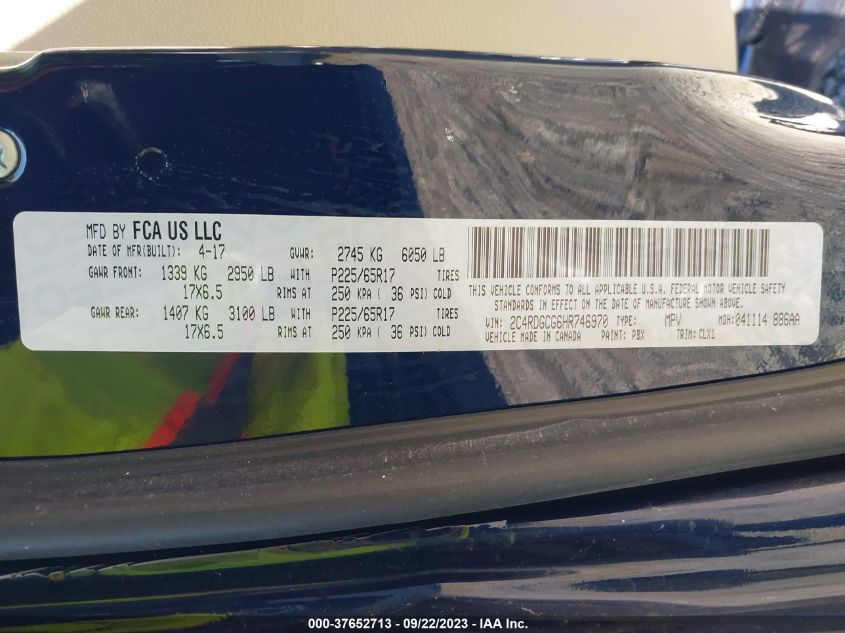 MFD BY FCA US LLC
DATE OF MFR(BUILT): 4-17 GVWR: 2745 KG 6050 LB
GAWR FRONT: 1339 KG 2950 LB WITH P225/65R17 TIRES
17X6.5 RIMS AT 250 KPA ( 36 PSI) COLD
GAWR REAR: 1407 KG 3100 LB WITH P225/65R17 TIRES
17X6.5 RIMS AT 250 KPA ( 36 PSI) COLD
THIS VEHICLE CONFORMS TO ALL APPLICABLE U.S.A. FEDERAL MOTOR VEHICLE SAFETY
STANDARDS IN EFFECT ON THE DATE OF MANUFACTURE SHOWN ABOVE.
VIN: 2C4RDGCG6HR746970 TYPE: MPV MDH: 041114 886AA
VEHICLE MADE IN CANADA PAINT: PBX TRIM: CLX1
000-37652713 - 09/22/2023 - IAA Inc.